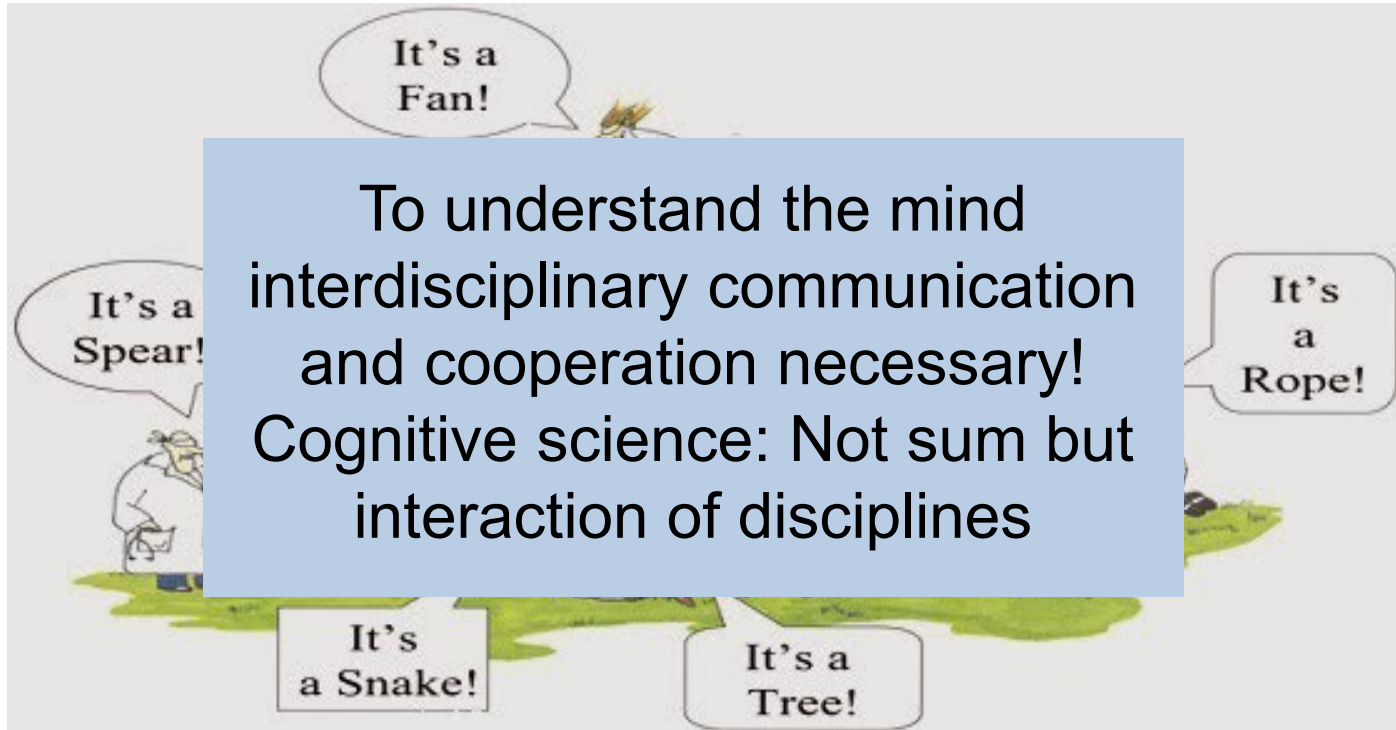 It's a
Fan!
To understand the mind
interdisciplinary communication
and cooperation necessary!
Cognitive science: Not sum but
interaction of disciplines
It's a
Spear!
It's
a
Rope!
It's
a Snake!
It's a
Tree!